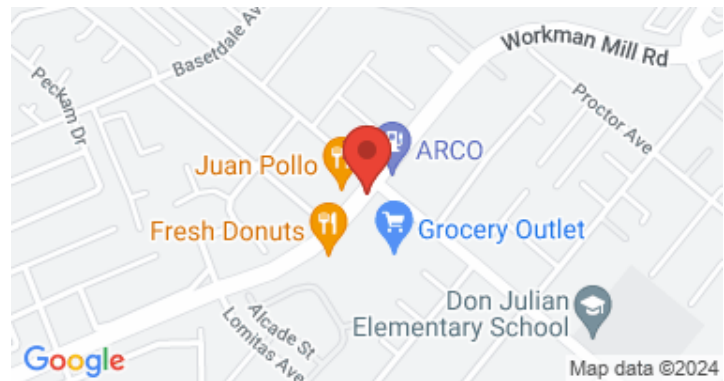 Workman Mill Rd
Basetdale Ave
Peckam Dr
Proctor Ave
Juan Pollo
ARCO
Fresh Donuts
Grocery Outlet
Don Julian
Elementary School
Alcade St
Lomitas Ave
Google
Map data ©2024